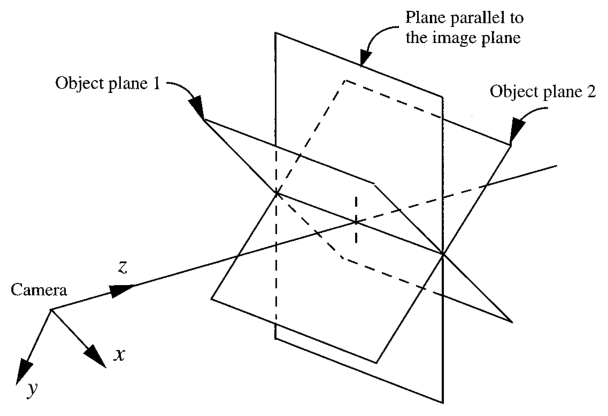 Plane parallel to
the image plane
Object plane 1
Object plane 2
z
Camera
x
y